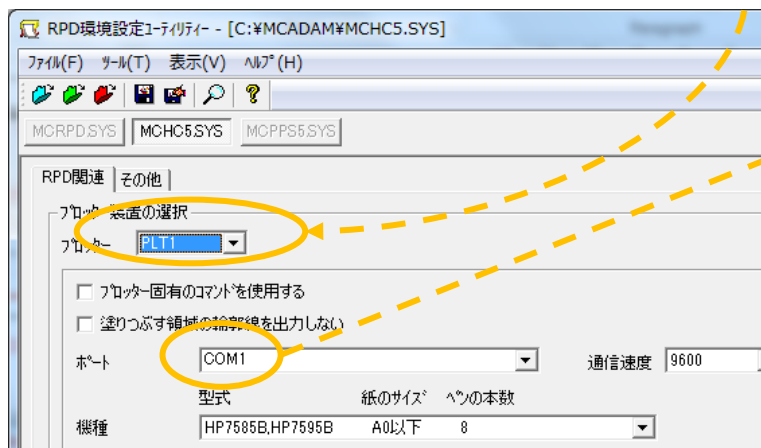 RPD環境設定ﾕｰﾃｨﾘﾃｨｰ - [C:¥MCADAM¥MCHC5.SYS]
ﾌｧｲﾙ(F) ﾂｰﾙ(T) 表示(V) ﾍﾙﾌﾟ(H)
MCRPD.SYS MCHC5.SYS MCPPS5.SYS
RPD関連 その他
ﾌﾟﾛｯﾀｰ装置の選択
ﾌﾟﾛｯﾀｰ PLT1
ﾌﾟﾛｯﾀｰ固有のｺﾏﾝﾄﾞを使用する
塗りつぶす領域の輪郭線を出力しない
ﾎﾟｰﾄ COM1 通信速度 9600
型式 紙のｻｲｽﾞ ﾍﾟﾝの本数
機種 HP7585B,HP7595B A0以下 8